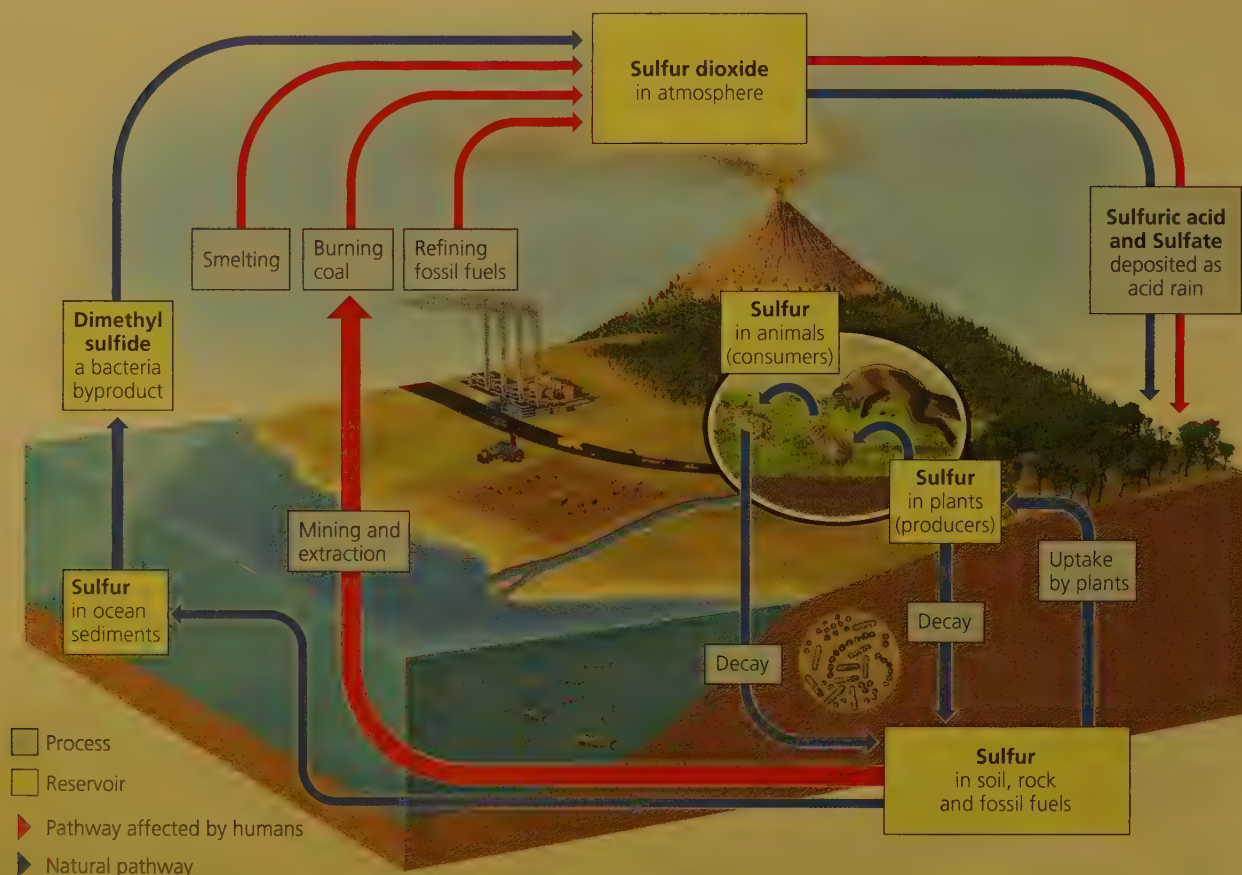 Sulfur dioxide
in atmosphere
Smelting
Burning
coal
Refining
fossil fuels
Sulfuric acid
and Sulfate
deposited as
acid rain
Dimethyl
sulfide
a bacteria
byproduct
Sulfur
in animals
(consumers)
Sulfur
in plants
(producers)
Mining and
extraction
Uptake
by plants
Sulfur
in ocean
sediments
Decay
Decay
Sulfur
in soil, rock
and fossil fuels
Process
Reservoir
Pathway affected by humans
Natural pathway